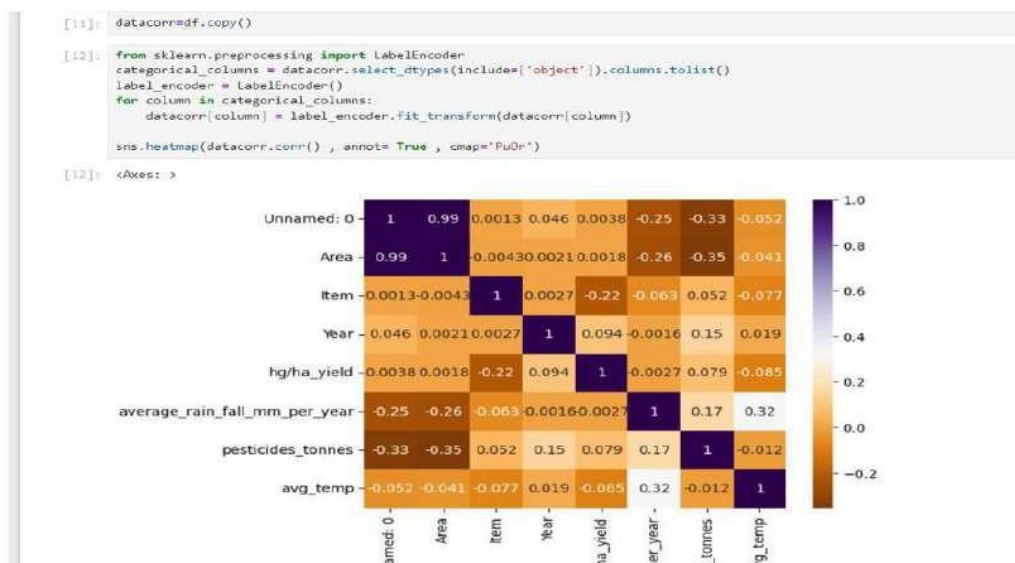 [11]: datacorr=df.copy()
[12]: from sklearn.preprocessing import LabelEncoder
categorical_columns = datacorr.select_dtypes(include=['object']).columns.tolist()
label_encoder = LabelEncoder()
for column in categorical_columns:
datacorr[column] = label_encoder.fit_transform(datacorr[column])
sns.heatmap(datacorr.corr() , annot= True , cmap='PuOr')
[12]: <Axes: >
Unnamed: 0 1 0.99 0.0013 0.046 0.0038 -0.25 -0.33 -0.052
Area 0.99 1 -0.0043 0.0021 0.0018 -0.26 -0.35 -0.041
Item 0.0013 -0.0043 1 0.0027 -0.22 -0.063 0.052 -0.077
Year 0.046 0.0021 0.0027 1 0.094 -0.0016 0.15 0.019
hg/ha_yield 0.0038 0.0018 -0.22 0.094 1 -0.0027 0.079 -0.085
average_rain_fall_mm_per_year -0.25 -0.26 -0.063 -0.0016 -0.0027 1 0.17 0.32
pesticides_tonnes -0.33 -0.35 0.052 0.15 0.079 0.17 1 -0.012
avg_temp -0.052 -0.041 -0.077 0.019 -0.085 0.32 -0.012 1
amed: 0
Area
Item
Year
ha_yield
er_year
_tonnes
vg_temp
1.0
0.8
0.6
0.4
0.2
0.0
-0.2